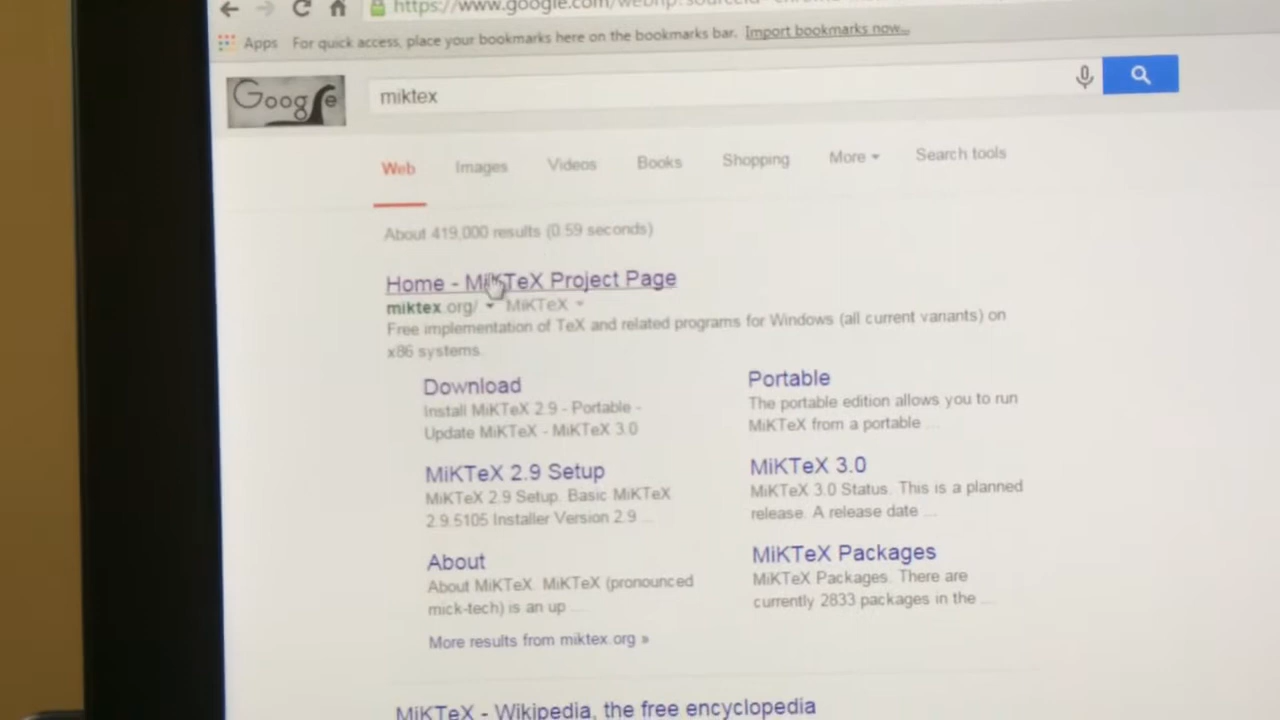 https://www.google.com/
Apps For quick access, place your bookmarks here on the bookmarks bar. Import bookmarks now...
Google
miktex
Web Images Videos Books Shopping More Search tools
About 419,000 results (0.59 seconds)
Home - MiKTeX Project Page
miktex.org/ MiKTeX
Free implementation of TeX and related programs for Windows (all current variants) on
x86 systems.
Download
Install MiKTeX 2.9 - Portable -
Update MiKTeX - MiKTeX 3.0
Portable
The portable edition allows you to run
MiKTeX from a portable ...
MiKTeX 2.9 Setup
MiKTeX 2.9 Setup. Basic MiKTeX
2.9.5105 Installer Version 2.9 ...
MiKTeX 3.0
MiKTeX 3.0 Status. This is a planned
release. A release date ...
About
About MiKTeX. MiKTeX (pronounced
mick-tech) is an up ...
MiKTeX Packages
MiKTeX Packages. There are
currently 2833 packages in the ...
More results from miktex.org »
MiKTeX - Wikipedia, the free encyclopedia